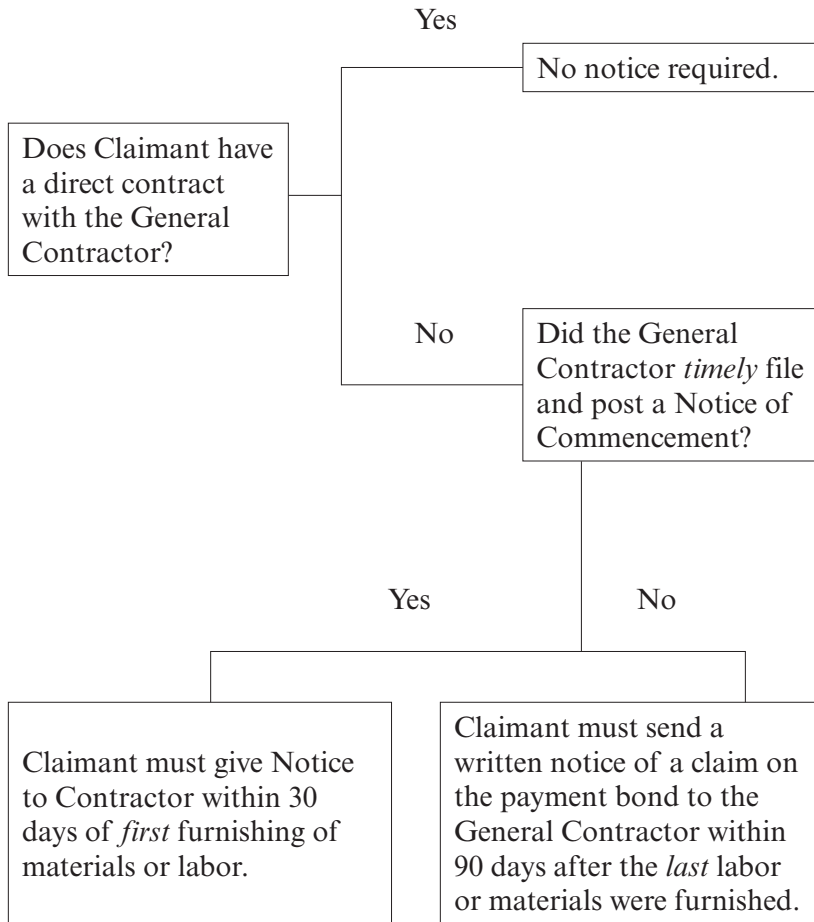 Yes
No notice required.
Does Claimant have
a direct contract
with the General
Contractor?
No
Did the General
Contractor timely file
and post a Notice of
Commencement?
Yes
No
Claimant must give Notice
to Contractor within 30
days of first furnishing of
materials or labor.
Claimant must send a
written notice of a claim on
the payment bond to the
General Contractor within
90 days after the last labor
or materials were furnished.